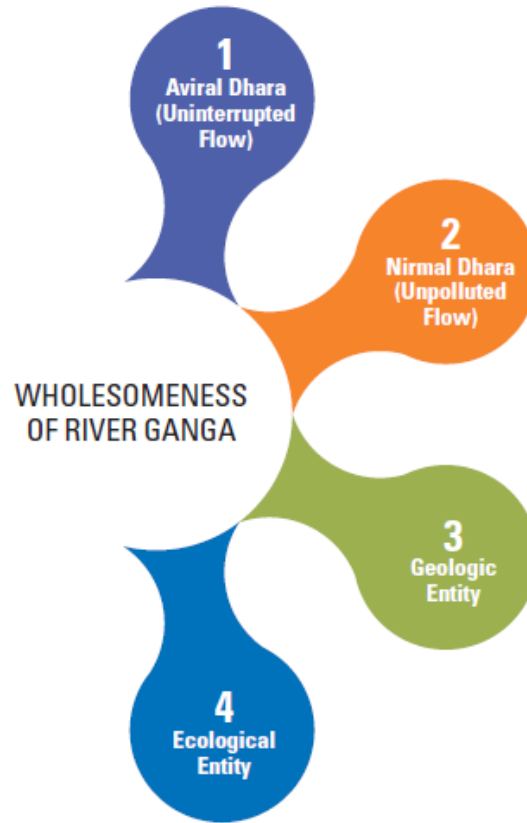 1
Aviral Dhara
(Uninterrupted
Flow)
2
Nirmal Dhara
(Unpolluted
Flow)
WHOLESOMENESS
OF RIVER GANGA
3
Geologic
Entity
4
Ecological
Entity